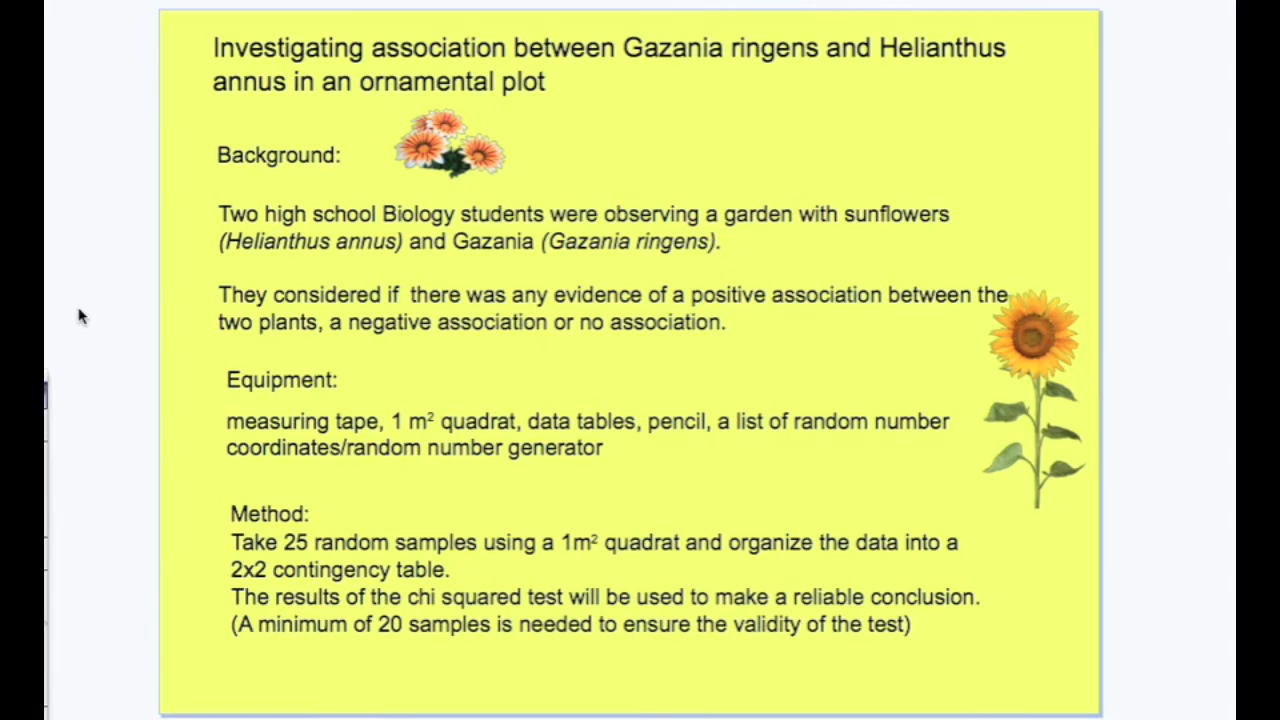 Investigating association between Gazania ringens and Helianthus
annus in an ornamental plot
Background:
Two high school Biology students were observing a garden with sunflowers
(Helianthus annus) and Gazania (Gazania ringens).
They considered if there was any evidence of a positive association between the
two plants, a negative association or no association.
Equipment:
measuring tape, 1 m² quadrat, data tables, pencil, a list of random number
coordinates/random number generator
Method:
Take 25 random samples using a 1m² quadrat and organize the data into a
2x2 contingency table.
The results of the chi squared test will be used to make a reliable conclusion.
(A minimum of 20 samples is needed to ensure the validity of the test)